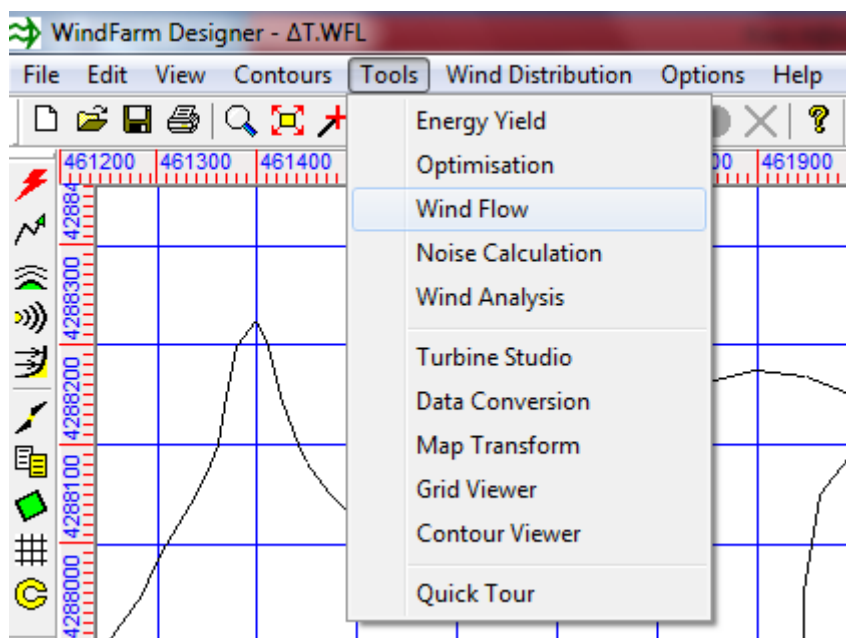 WindFarm Designer - ΔT.WFL
File Edit View Contours Tools Wind Distribution Options Help
461200 461300 461400 00 461900
Energy Yield
Optimisation
Wind Flow
Noise Calculation
Wind Analysis
Turbine Studio
Data Conversion
Map Transform
Grid Viewer
Contour Viewer
Quick Tour
42884
4288300
4288200
4288100
4288000